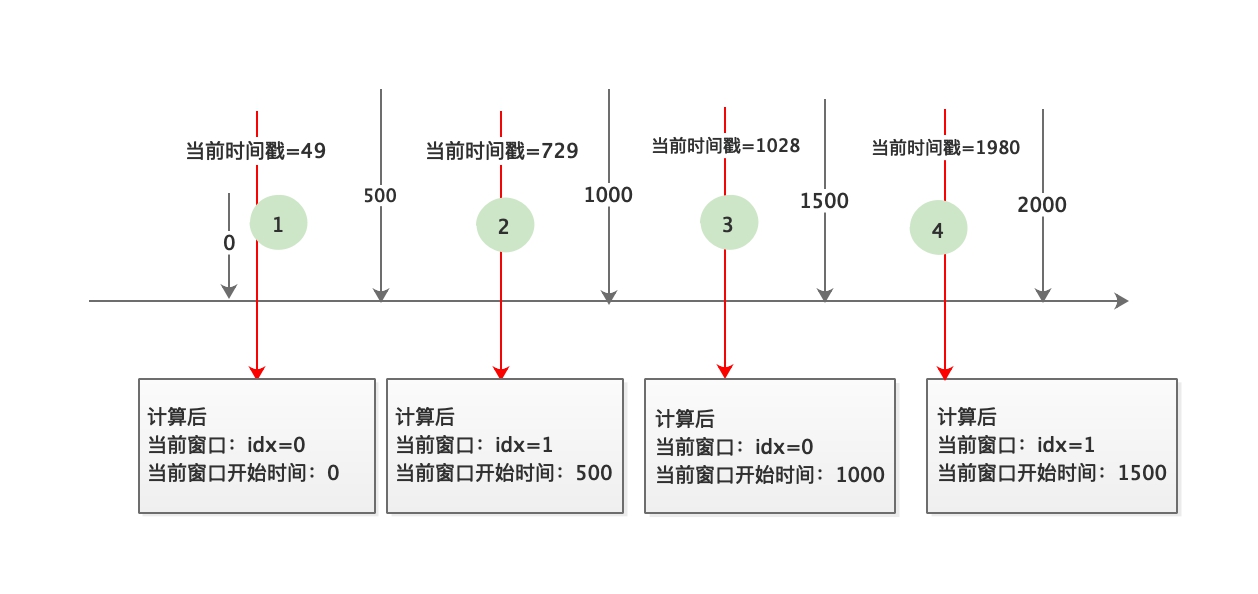 当前时间戳=49
当前时间戳=729
当前时间戳=1028
当前时间戳=1980
0
1
500
2
1000
3
1500
4
2000
计算后
当前窗口：idx=0
当前窗口开始时间：0
计算后
当前窗口：idx=1
当前窗口开始时间：500
计算后
当前窗口：idx=0
当前窗口开始时间：1000
计算后
当前窗口：idx=1
当前窗口开始时间：1500